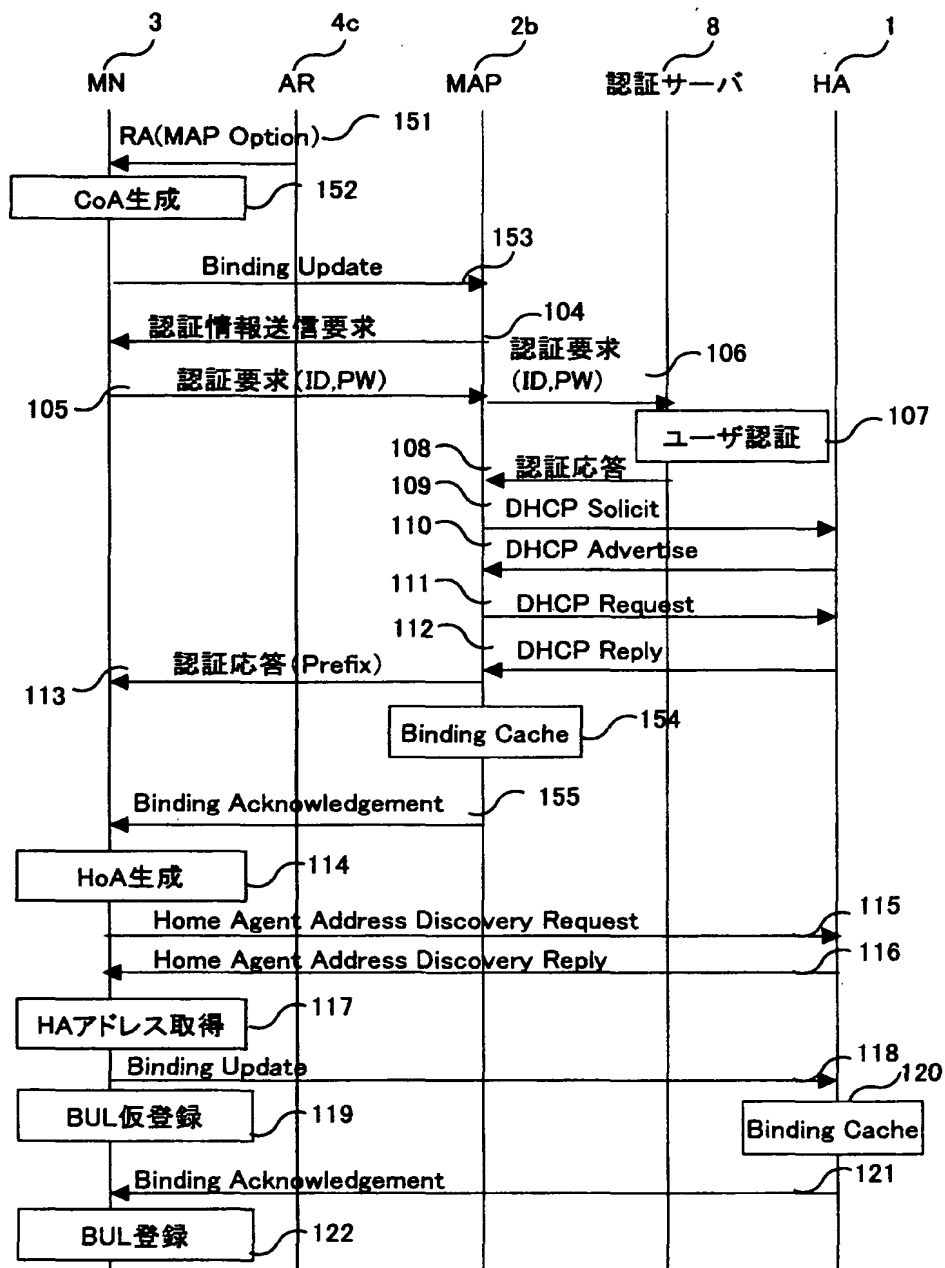 3 4c 2b 8 1
MN AR MAP 認証サーバ HA
RA(MAP Option) 151
CoA生成 152
Binding Update 153
認証情報送信要求 104
認証要求
(ID,PW) 106
105 認証要求(ID,PW)
ユーザ認証 107
108 認証応答
109 DHCP Solicit
110 DHCP Advertise
111 DHCP Request
112 DHCP Reply
113 認証応答(Prefix)
Binding Cache 154
Binding Acknowledgement 155
HoA生成 114
Home Agent Address Discovery Request 115
Home Agent Address Discovery Reply 116
HAアドレス取得 117
Binding Update 118
BUL仮登録 119
Binding Cache 120
Binding Acknowledgement 121
BUL登録 122